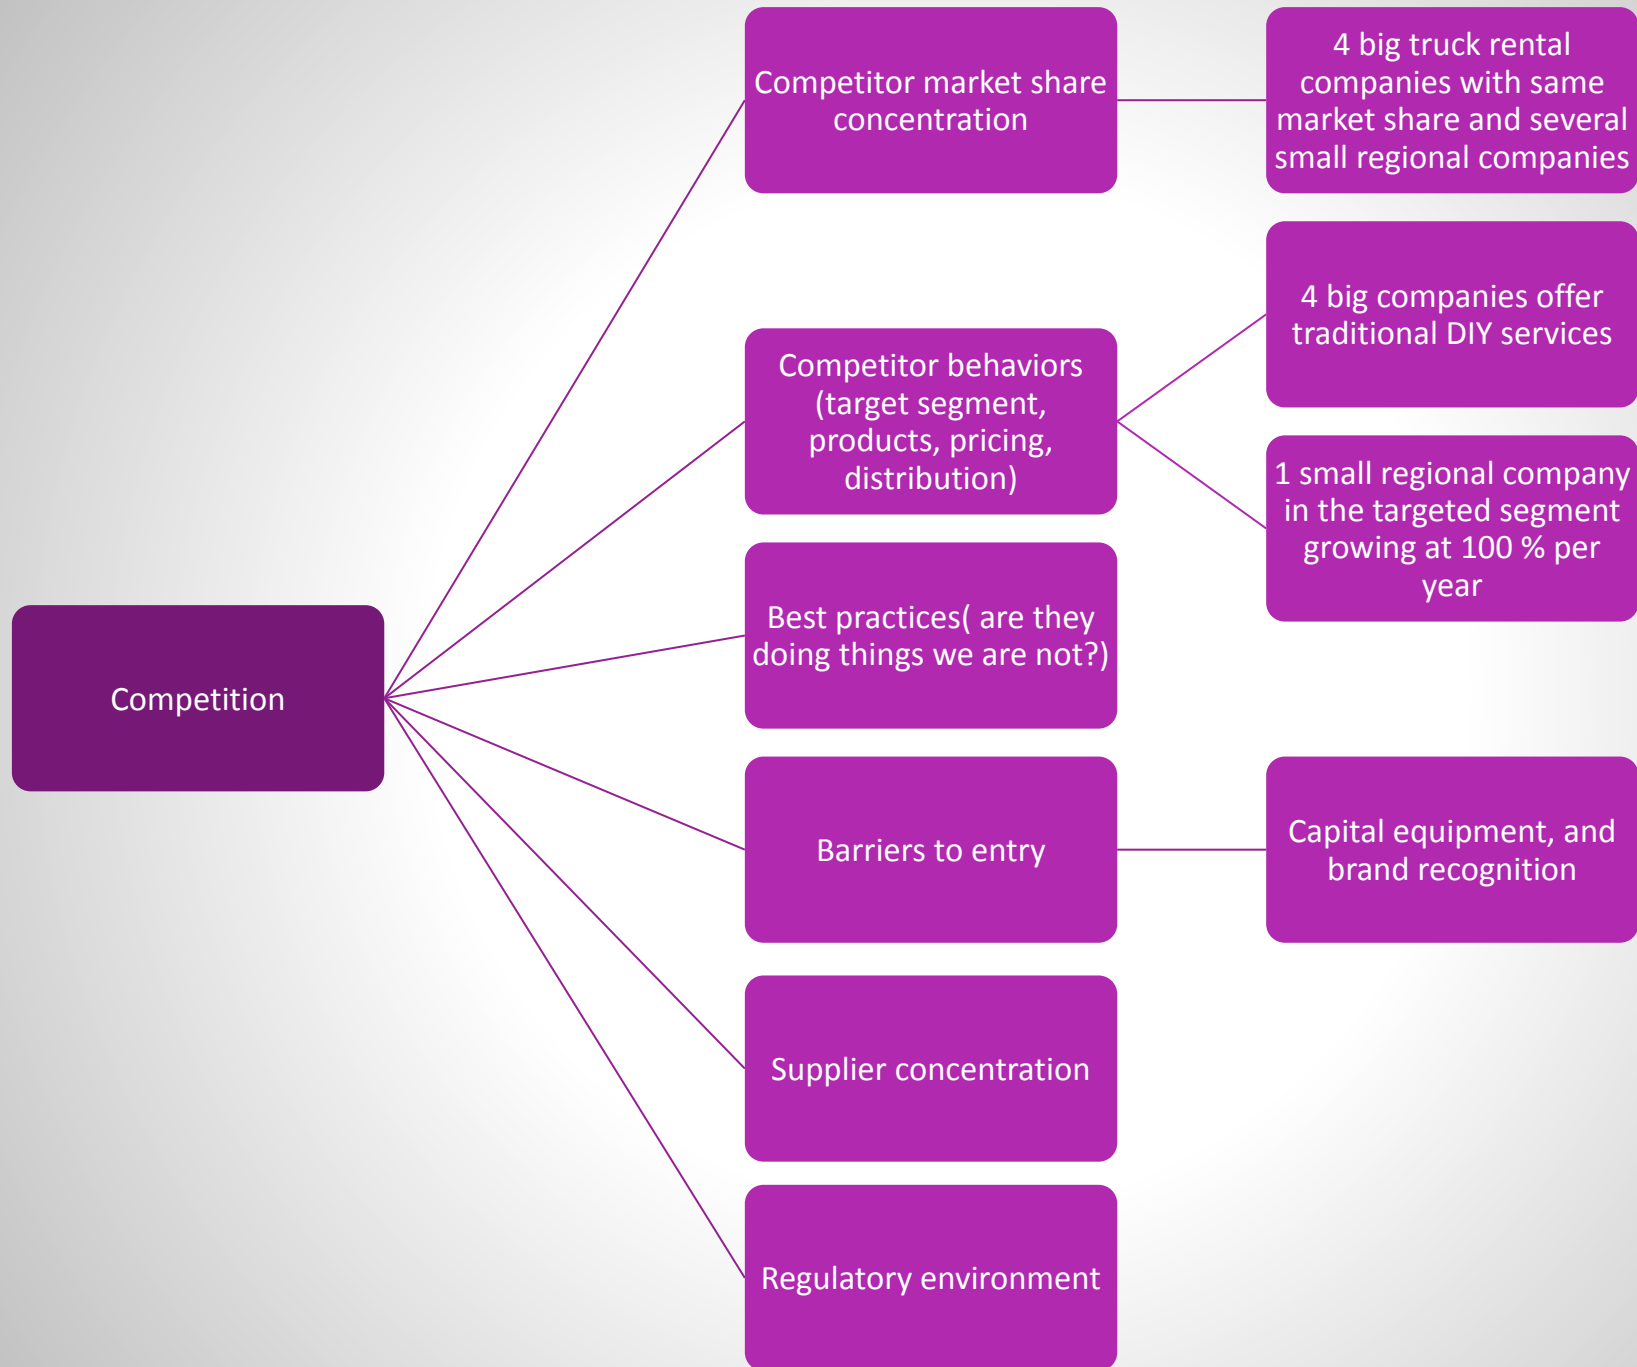 Competition
Competitor market share
concentration
4 big truck rental
companies with same
market share and several
small regional companies
Competitor behaviors
(target segment,
products, pricing,
distribution)
4 big companies offer
traditional DIY services
1 small regional company
in the targeted segment
growing at 100 % per
year
Best practices( are they
doing things we are not?)
Barriers to entry
Capital equipment, and
brand recognition
Supplier concentration
Regulatory environment